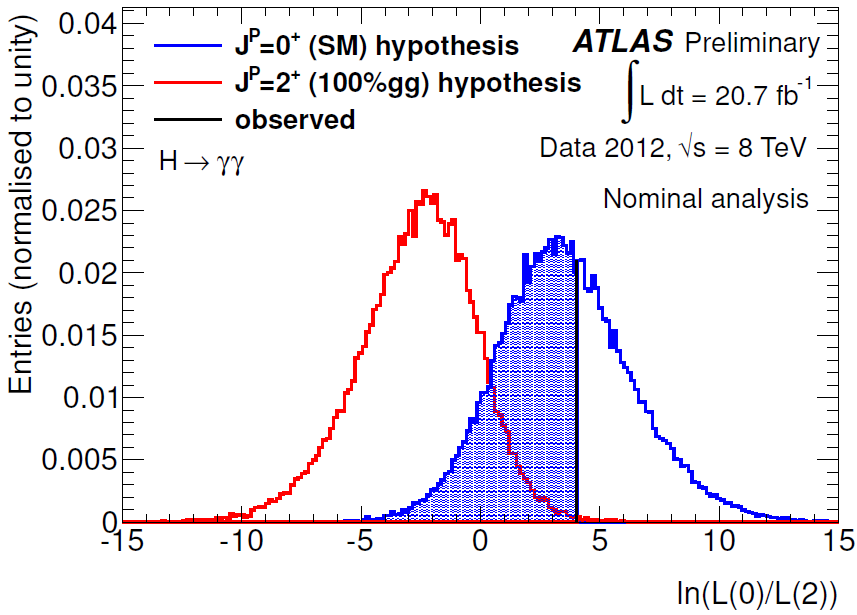 Entries (normalised to unity)
0.04
0.035
0.03
0.025
0.02
0.015
0.01
0.005
0
J^P=0^+ (SM) hypothesis
J^P=2^+ (100%gg) hypothesis
observed
H → γγ
ATLAS Preliminary
∫ L dt = 20.7 fb^-1
Data 2012, √s = 8 TeV
Nominal analysis
-15 -10 -5 0 5 10 15
ln(L(0)/L(2))